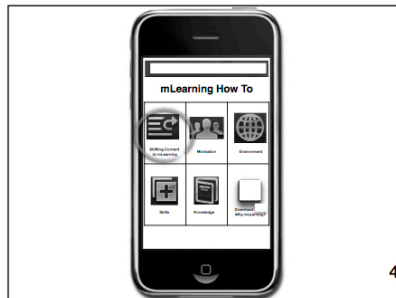 mLearning How To
Shifting Content
to mLearning
Motivation
Environment
Skills
Knowledge
Download
Why mLearning?
4